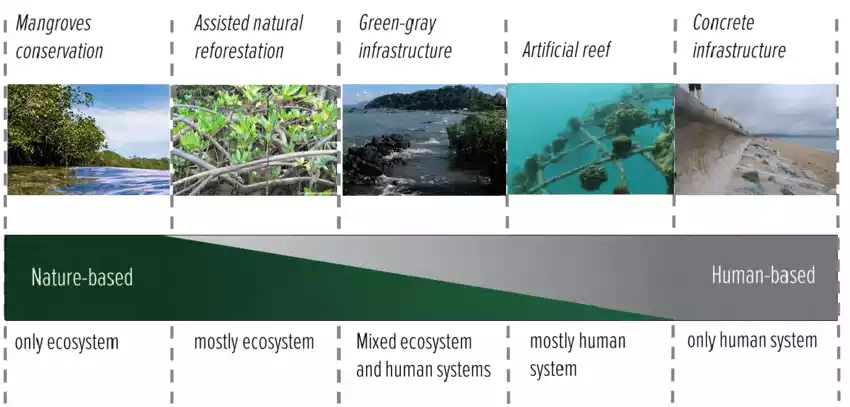 Mangroves
conservation
Assisted natural
reforestation
Green-gray
infrastructure
Artificial reef
Concrete
infrastructure
Nature-based
Human-based
only ecosystem
mostly ecosystem
Mixed ecosystem
and human systems
mostly human
system
only human system